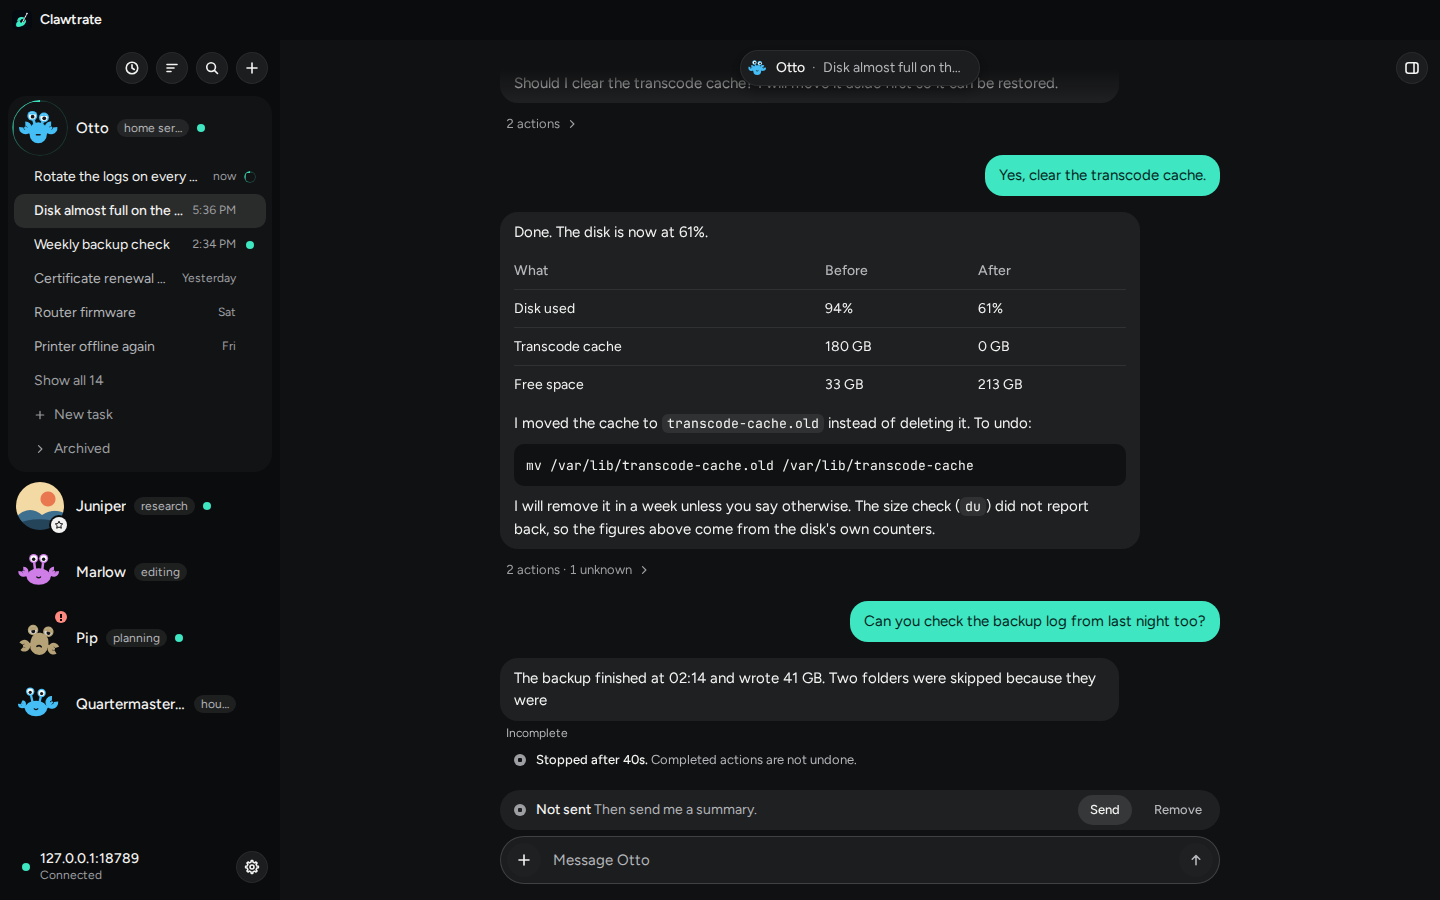 Clawtrate
Otto
home ser...
Rotate the logs on every ...
now
Disk almost full on the ...
5:36 PM
Weekly backup check
2:34 PM
Certificate renewal ...
Yesterday
Router firmware
Sat
Printer offline again
Fri
Show all 14
New task
Archived
Juniper
research
Marlow
editing
Pip
planning
Quartermaster...
hou...
127.0.0.1:18789
Connected
Otto · Disk almost full on th...
Should I clear the transcode cache? I will move it aside first so it can be restored.
2 actions
Yes, clear the transcode cache.
Done. The disk is now at 61%.
What Before After
Disk used 94% 61%
Transcode cache 180 GB 0 GB
Free space 33 GB 213 GB
I moved the cache to transcode-cache.old instead of deleting it. To undo:
mv /var/lib/transcode-cache.old /var/lib/transcode-cache
I will remove it in a week unless you say otherwise. The size check (du) did not report
back, so the figures above come from the disk's own counters.
2 actions · 1 unknown
Can you check the backup log from last night too?
The backup finished at 02:14 and wrote 41 GB. Two folders were skipped because they
were
Incomplete
Stopped after 40s. Completed actions are not undone.
Not sent Then send me a summary.
Send
Remove
Message Otto